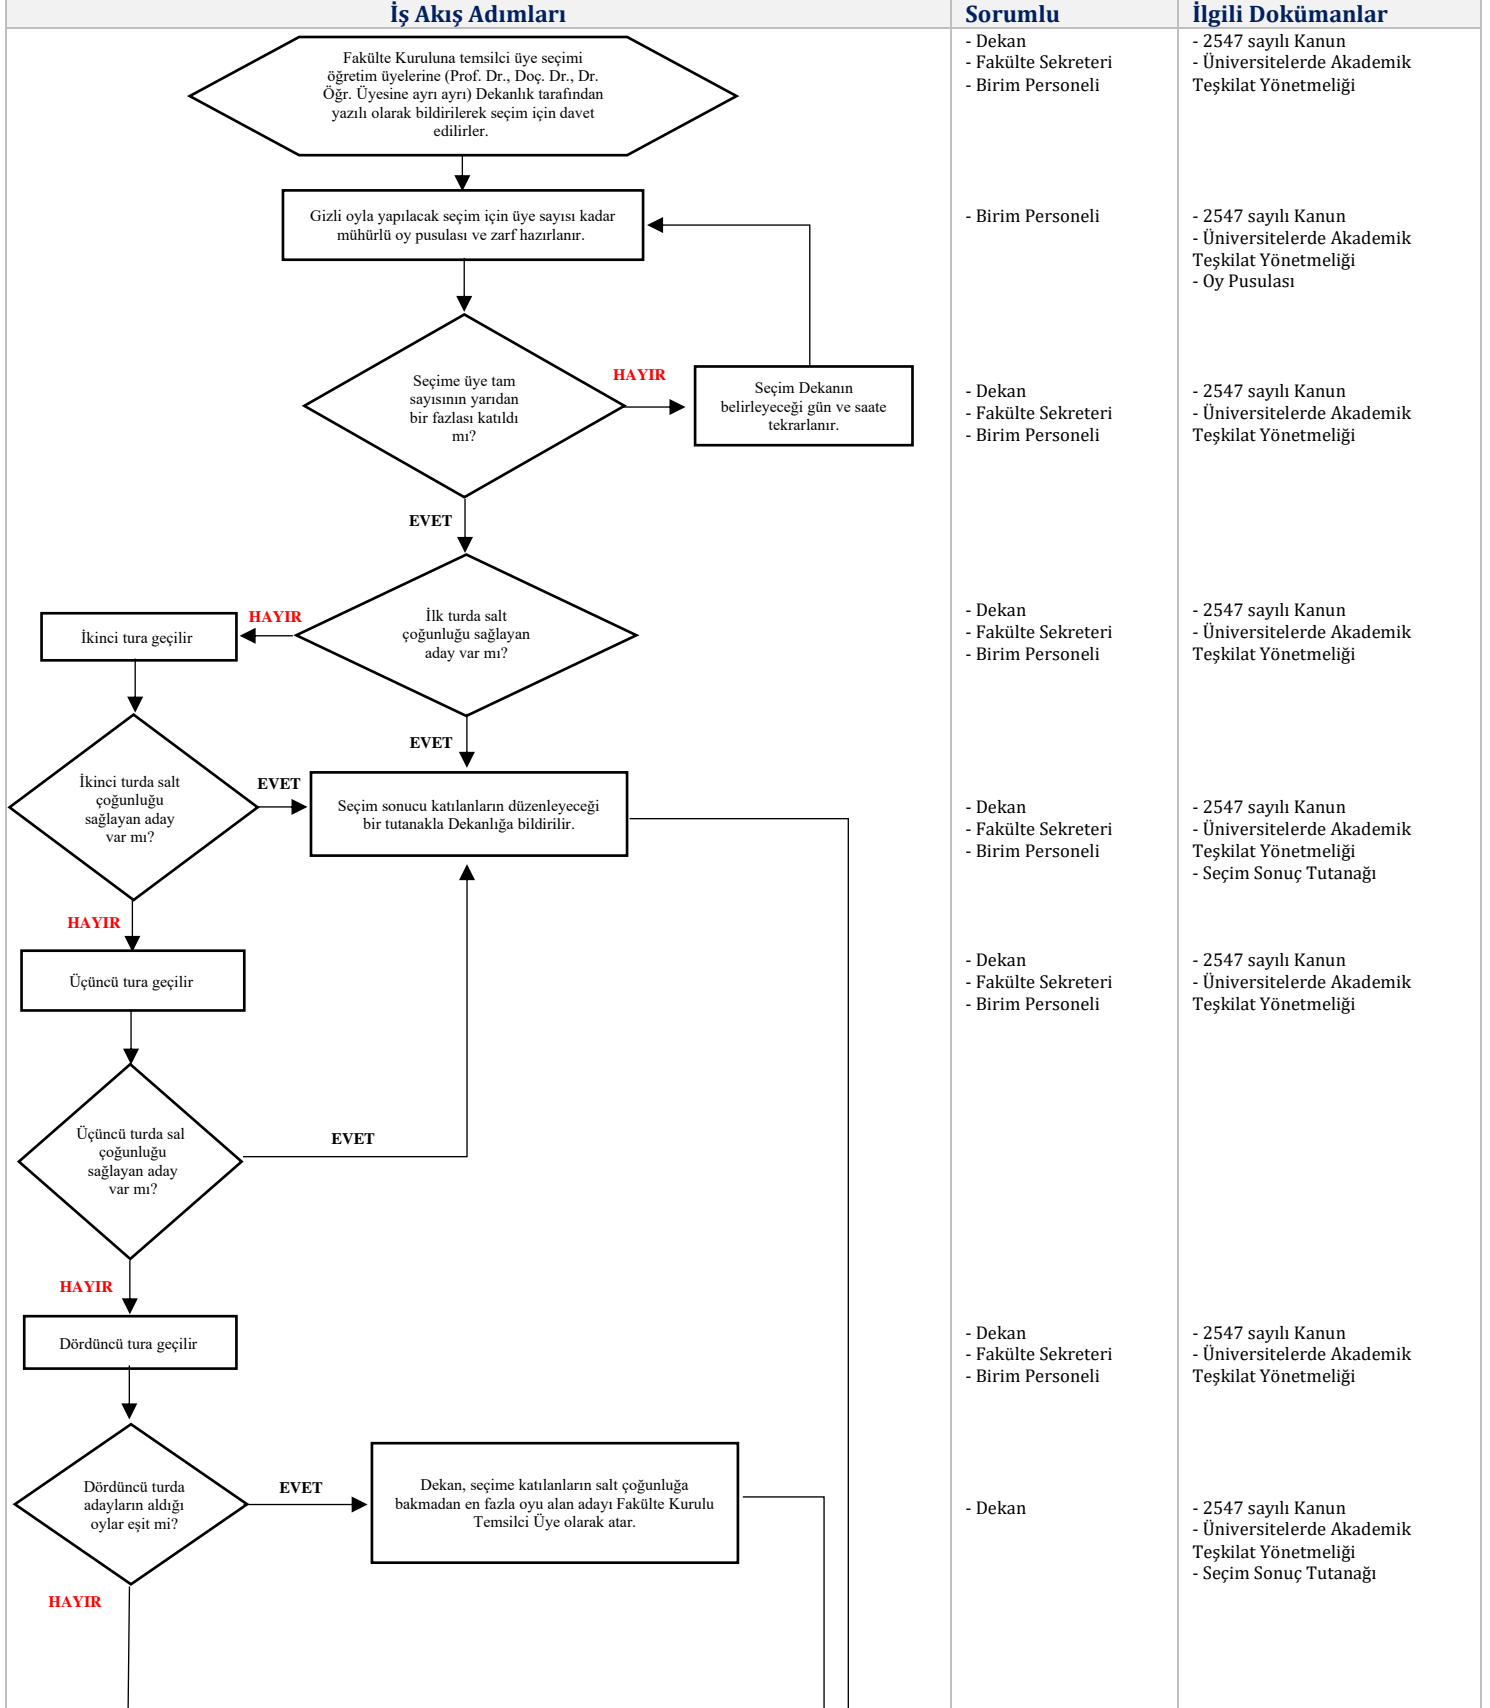 İş Akış Adımları
Sorumlu
İlgili Dokümanlar
Fakülte Kuruluna temsilci üye seçimi
öğretim üyelerine (Prof. Dr., Doç. Dr., Dr.
Öğr. Üyesine ayrı ayrı) Dekanlık tarafından
yazılı olarak bildirilerek seçim için davet
edilirler.
- Dekan
- Fakülte Sekreteri
- Birim Personeli
- 2547 sayılı Kanun
- Üniversitelerde Akademik
Teşkilat Yönetmeliği
Gizli oyla yapılacak seçim için üye sayısı kadar
mühürlü oy pusulası ve zarf hazırlanır.
- Birim Personeli
- 2547 sayılı Kanun
- Üniversitelerde Akademik
Teşkilat Yönetmeliği
- Oy Pusulası
Seçime üye tam
sayısının yarıdan
bir fazlası katıldı
mı?
HAYIR
Seçim Dekanın
belirleyeceği gün ve saate
tekrarlanır.
- Dekan
- Fakülte Sekreteri
- Birim Personeli
- 2547 sayılı Kanun
- Üniversitelerde Akademik
Teşkilat Yönetmeliği
EVET
İlk turda salt
çoğunluğu sağlayan
aday var mı?
HAYIR
İkinci tura geçilir
- Dekan
- Fakülte Sekreteri
- Birim Personeli
- 2547 sayılı Kanun
- Üniversitelerde Akademik
Teşkilat Yönetmeliği
EVET
İkinci turda salt
çoğunluğu
sağlayan aday
var mı?
EVET
Seçim sonucu katılanların düzenleyeceği
bir tutanakla Dekanlığa bildirilir.
- Dekan
- Fakülte Sekreteri
- Birim Personeli
- 2547 sayılı Kanun
- Üniversitelerde Akademik
Teşkilat Yönetmeliği
- Seçim Sonuç Tutanağı
HAYIR
Üçüncü tura geçilir
- Dekan
- Fakülte Sekreteri
- Birim Personeli
- 2547 sayılı Kanun
- Üniversitelerde Akademik
Teşkilat Yönetmeliği
Üçüncü turda sal
çoğunluğu
sağlayan aday
var mı?
EVET
HAYIR
Dördüncü tura geçilir
- Dekan
- Fakülte Sekreteri
- Birim Personeli
- 2547 sayılı Kanun
- Üniversitelerde Akademik
Teşkilat Yönetmeliği
Dördüncü turda
adayların aldığı
oylar eşit mi?
EVET
Dekan, seçime katılanların salt çoğunluğa
bakmadan en fazla oyu alan adayı Fakülte Kurulu
Temsilci Üye olarak atar.
- Dekan
- 2547 sayılı Kanun
- Üniversitelerde Akademik
Teşkilat Yönetmeliği
- Seçim Sonuç Tutanağı
HAYIR